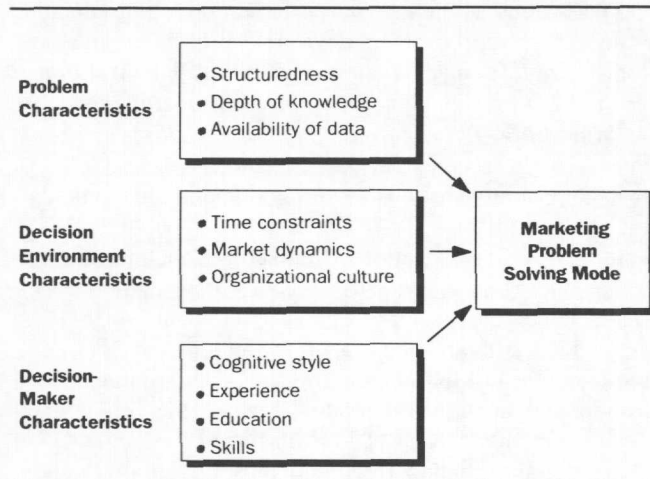 Problem
Characteristics
• Structuredness
• Depth of knowledge
• Availability of data
Decision
Environment
Characteristics
• Time constraints
• Market dynamics
• Organizational culture
Marketing
Problem
Solving Mode
Decision-
Maker
Characteristics
• Cognitive style
• Experience
• Education
• Skills